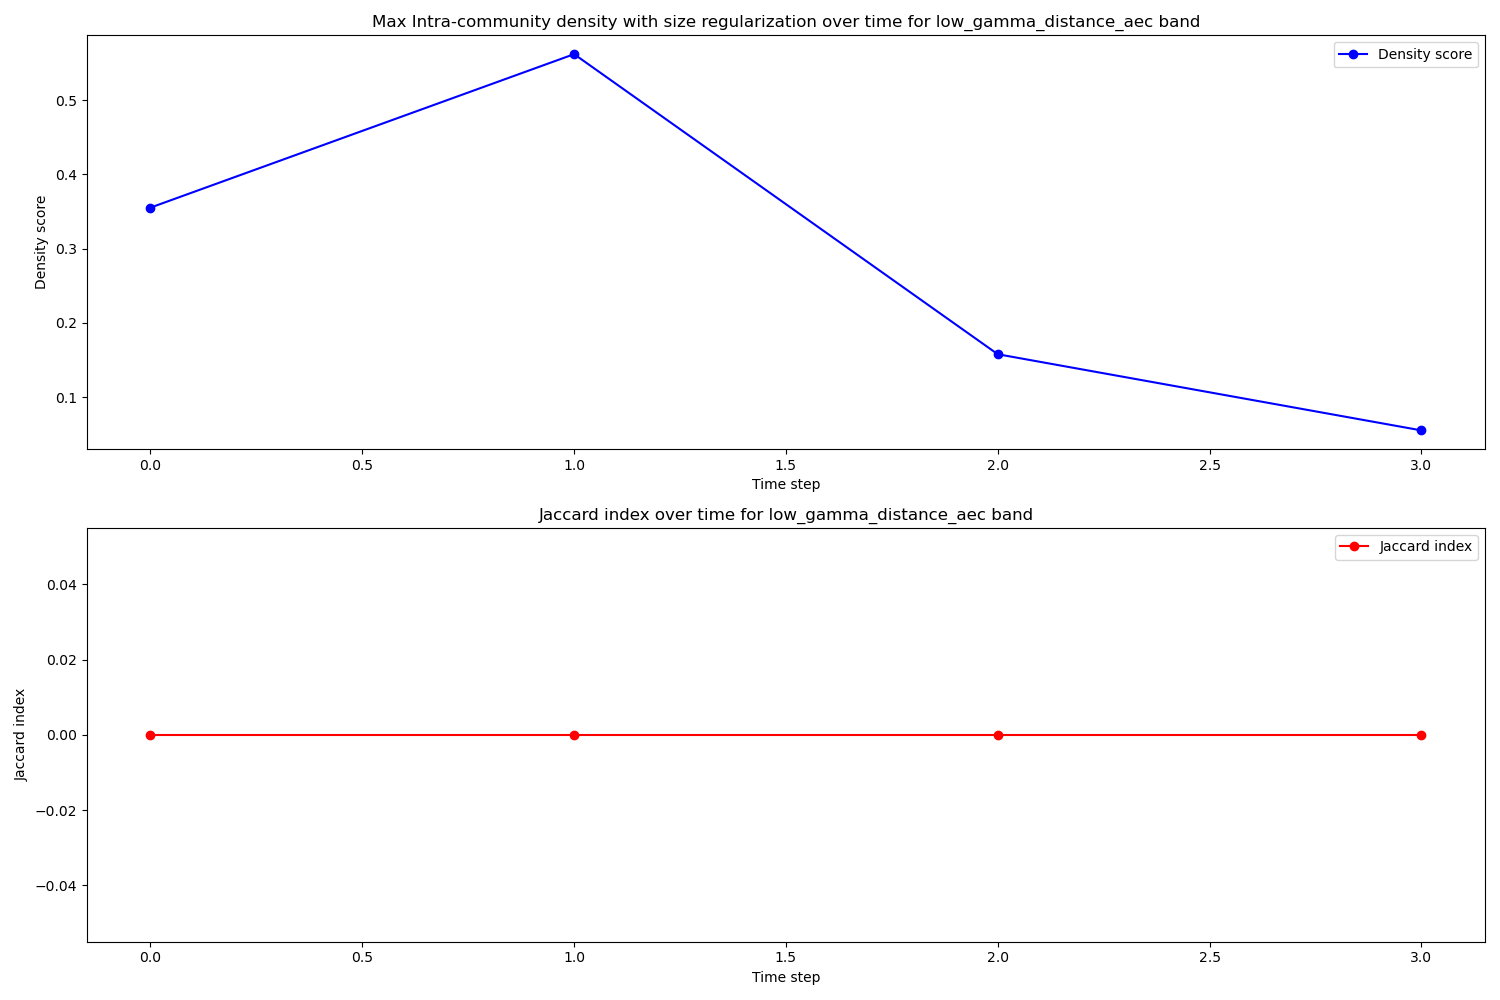 Max Intra-community density with size regularization over time for low_gamma_distance_aec band
Density score
Density score
0.5
0.4
0.3
0.2
0.1
0.0 0.5 1.0 1.5 2.0 2.5 3.0
Time step
Jaccard index over time for low_gamma_distance_aec band
Jaccard index
Jaccard index
0.04
0.02
0.00
−0.02
−0.04
0.0 0.5 1.0 1.5 2.0 2.5 3.0
Time step